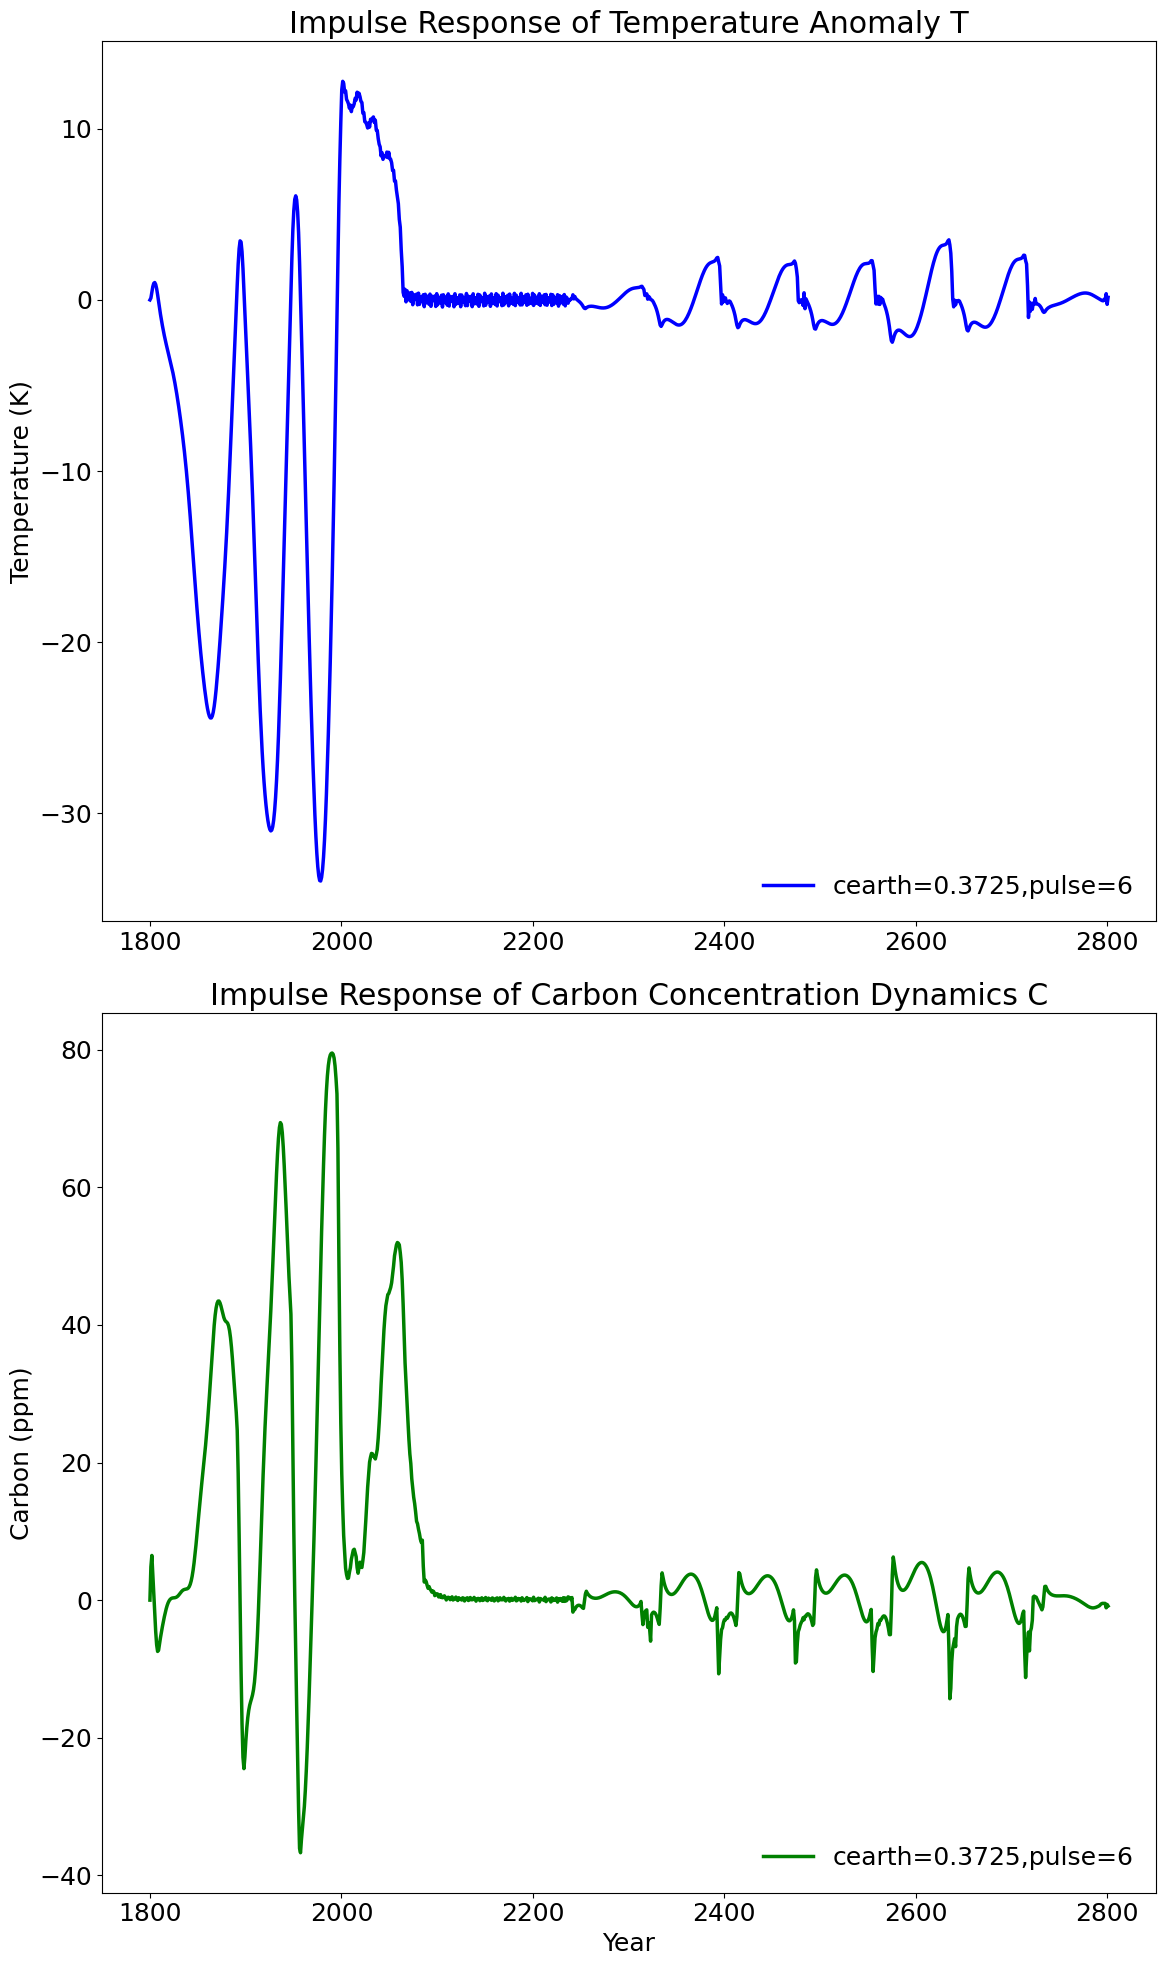 Impulse Response of Temperature Anomaly T
Temperature (K)
10
0
−10
−20
−30
cearth=0.3725,pulse=6
1800 2000 2200 2400 2600 2800
Impulse Response of Carbon Concentration Dynamics C
Carbon (ppm)
80
60
40
20
0
−20
−40
cearth=0.3725,pulse=6
1800 2000 2200 2400 2600 2800
Year